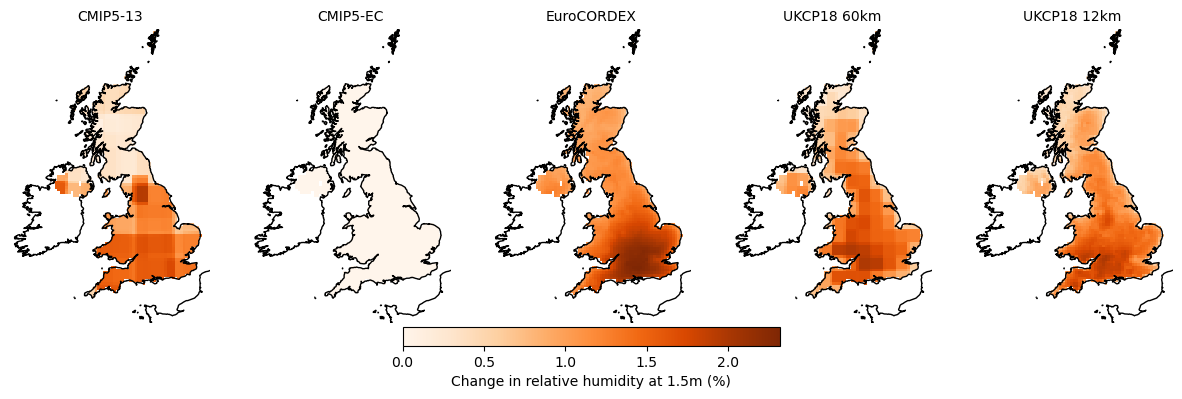 CMIP5-13 CMIP5-EC EuroCORDEX UKCP18 60km UKCP18 12km
0.0 0.5 1.0 1.5 2.0
Change in relative humidity at 1.5m (%)